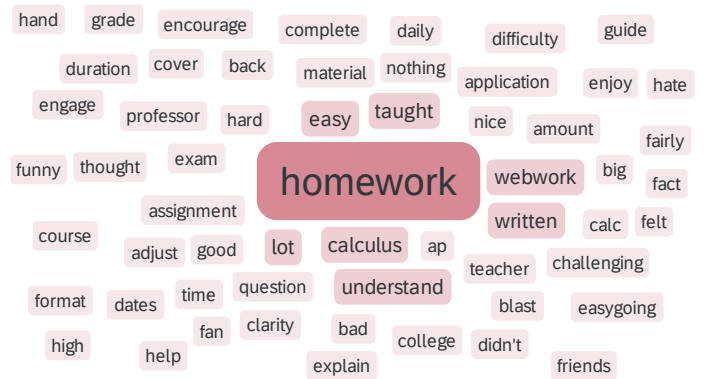 hand grade encourage complete daily difficulty guide
duration cover back material nothing application enjoy hate
engage professor hard easy taught nice amount fairly
funny thought exam homework webwork big fact
assignment written calc felt
course adjust good lot calculus ap teacher challenging
format dates time question understand blast easygoing
high fan clarity bad college didn't
help explain friends